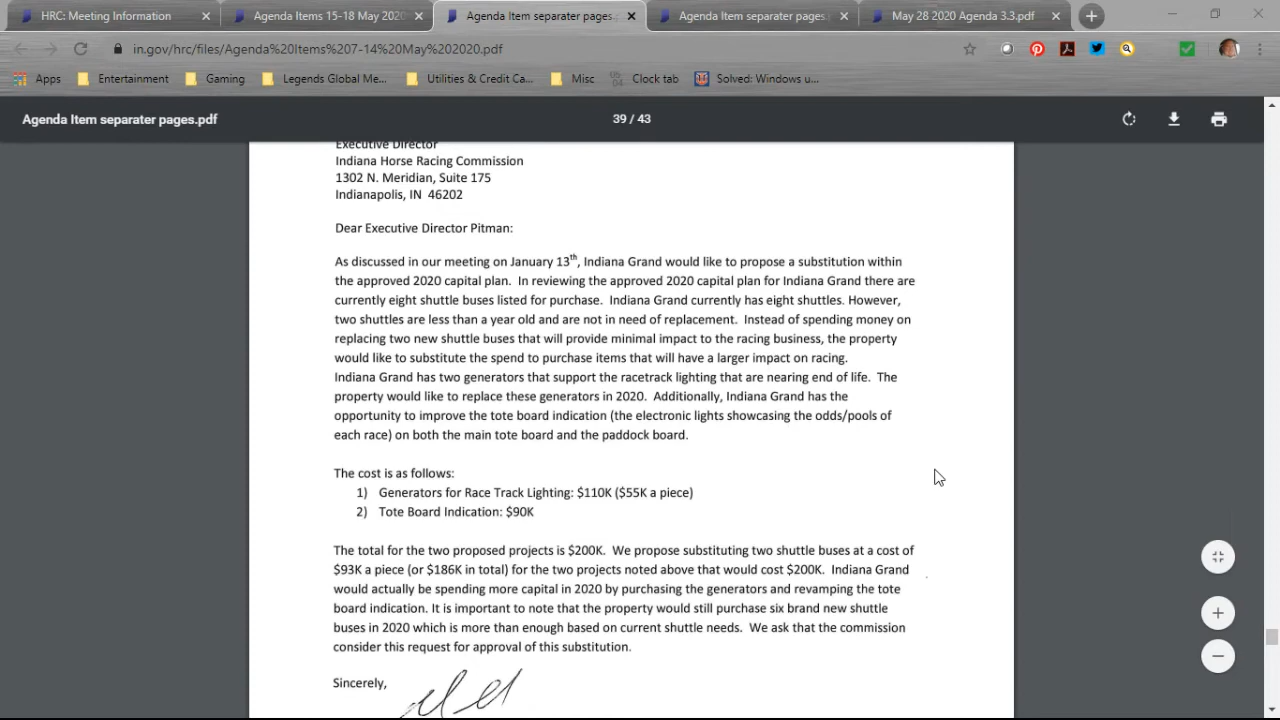 HRC: Meeting Information
Agenda Items 15-18 May 2020
Agenda Item separater pages.
Agenda Item separater pages.
May 28 2020 Agenda 3.3.pdf
in.gov/hrc/files/Agenda%20Items%207-14%20May%202020.pdf
Apps
Entertainment
Gaming
Legends Global Me...
Utilities & Credit Ca...
Misc
Clock tab
Solved: Windows u...
Agenda Item separater pages.pdf
39 / 43
Executive Director
Indiana Horse Racing Commission
1302 N. Meridian, Suite 175
Indianapolis, IN 46202
Dear Executive Director Pitman:
As discussed in our meeting on January 13th, Indiana Grand would like to propose a substitution within
the approved 2020 capital plan. In reviewing the approved 2020 capital plan for Indiana Grand there are
currently eight shuttle buses listed for purchase. Indiana Grand currently has eight shuttles. However,
two shuttles are less than a year old and are not in need of replacement. Instead of spending money on
replacing two new shuttle buses that will provide minimal impact to the racing business, the property
would like to substitute the spend to purchase items that will have a larger impact on racing.
Indiana Grand has two generators that support the racetrack lighting that are nearing end of life. The
property would like to replace these generators in 2020. Additionally, Indiana Grand has the
opportunity to improve the tote board indication (the electronic lights showcasing the odds/pools of
each race) on both the main tote board and the paddock board.
The cost is as follows:
1) Generators for Race Track Lighting: $110K ($55K a piece)
2) Tote Board Indication: $90K
The total for the two proposed projects is $200K. We propose substituting two shuttle buses at a cost of
$93K a piece (or $186K in total) for the two projects noted above that would cost $200K. Indiana Grand
would actually be spending more capital in 2020 by purchasing the generators and revamping the tote
board indication. It is important to note that the property would still purchase six brand new shuttle
buses in 2020 which is more than enough based on current shuttle needs. We ask that the commission
consider this request for approval of this substitution.
Sincerely,